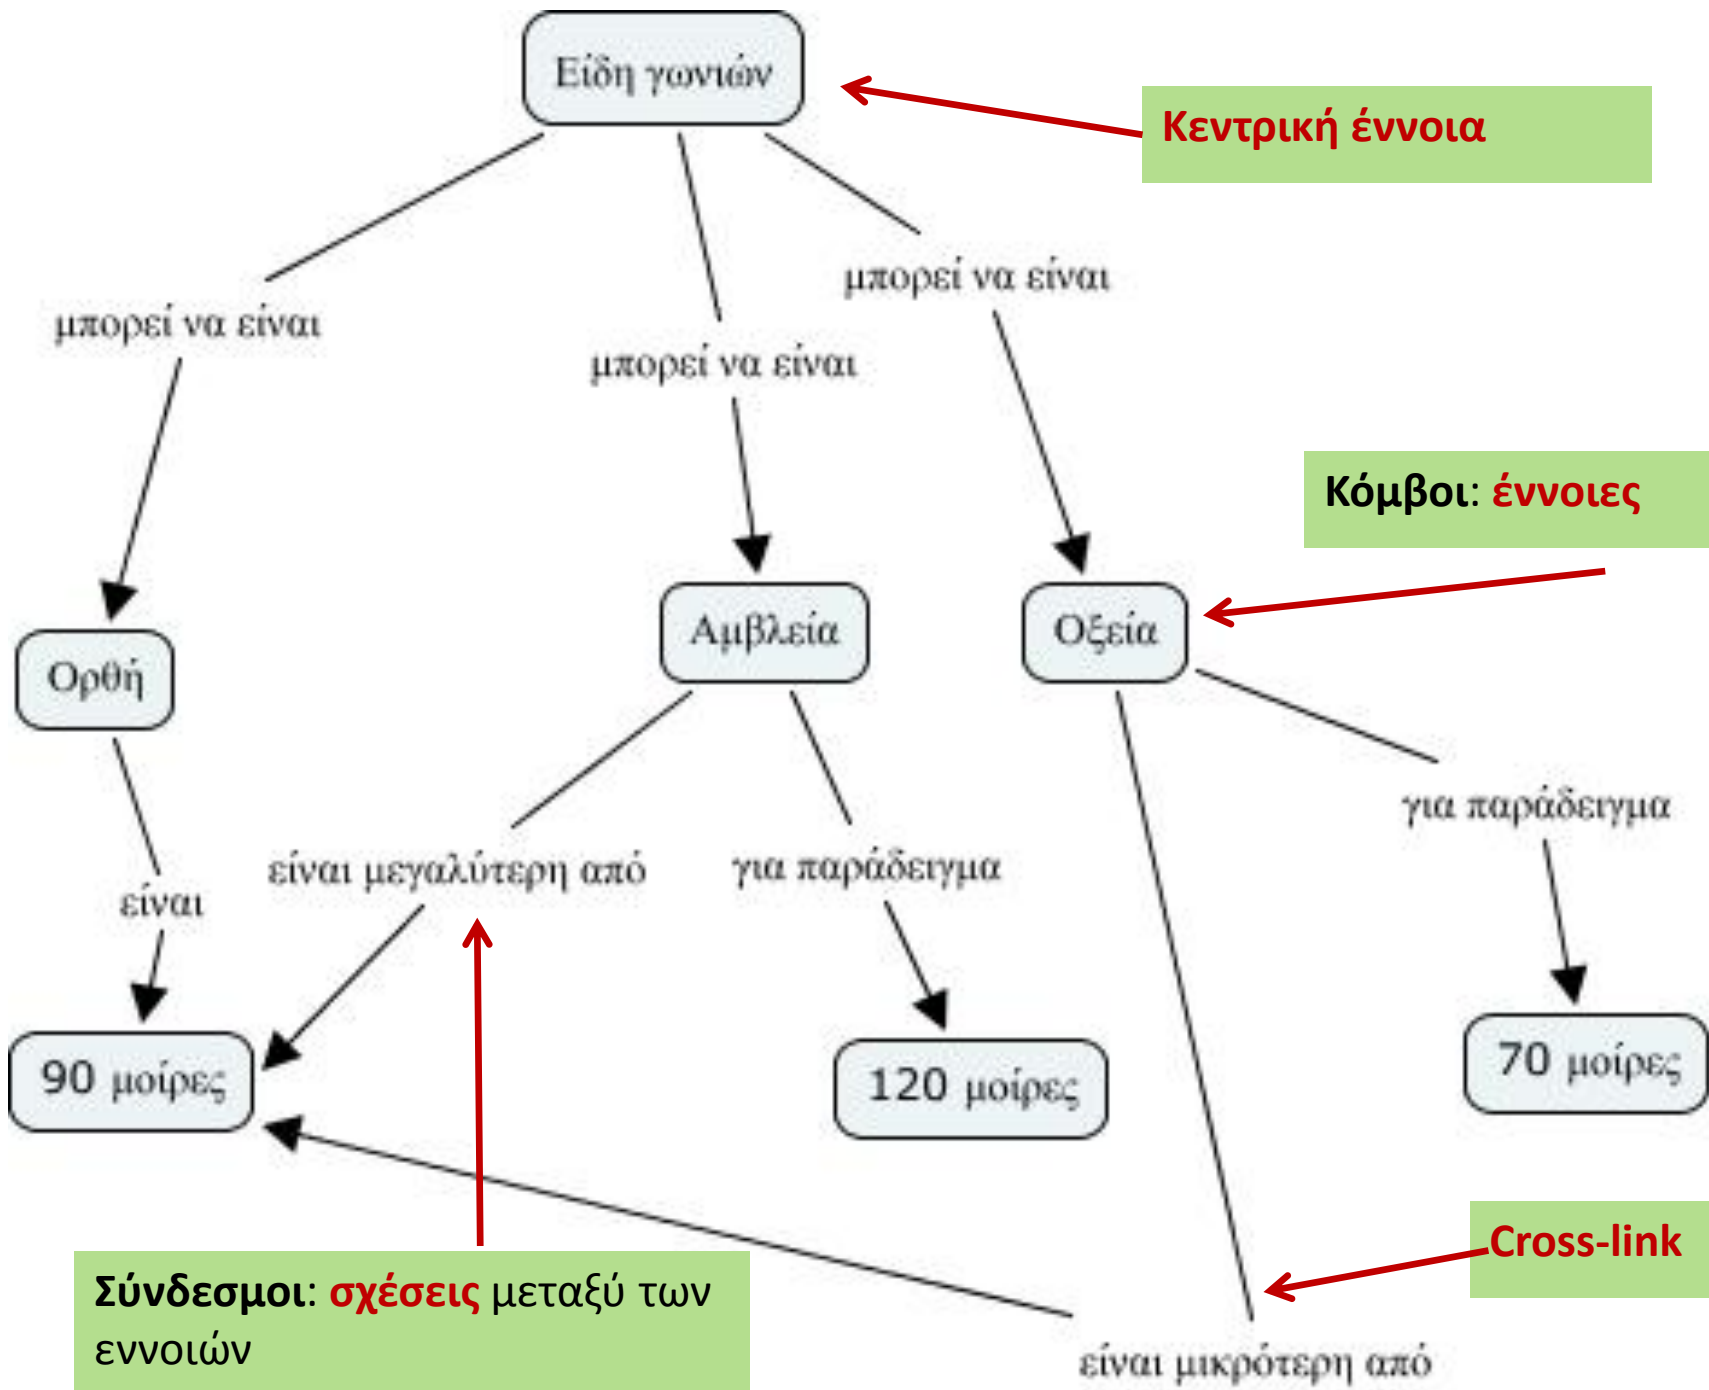 Είδη γωνιών
Κεντρική έννοια
μπορεί να είναι
μπορεί να είναι
μπορεί να είναι
Κόμβοι: έννοιες
Ορθή
Αμβλεία
Οξεία
είναι
είναι μεγαλύτερη από
για παράδειγμα
για παράδειγμα
90 μοίρες
120 μοίρες
70 μοίρες
Cross-link
Σύνδεσμοι: σχέσεις μεταξύ των
εννοιών
είναι μικρότερη από